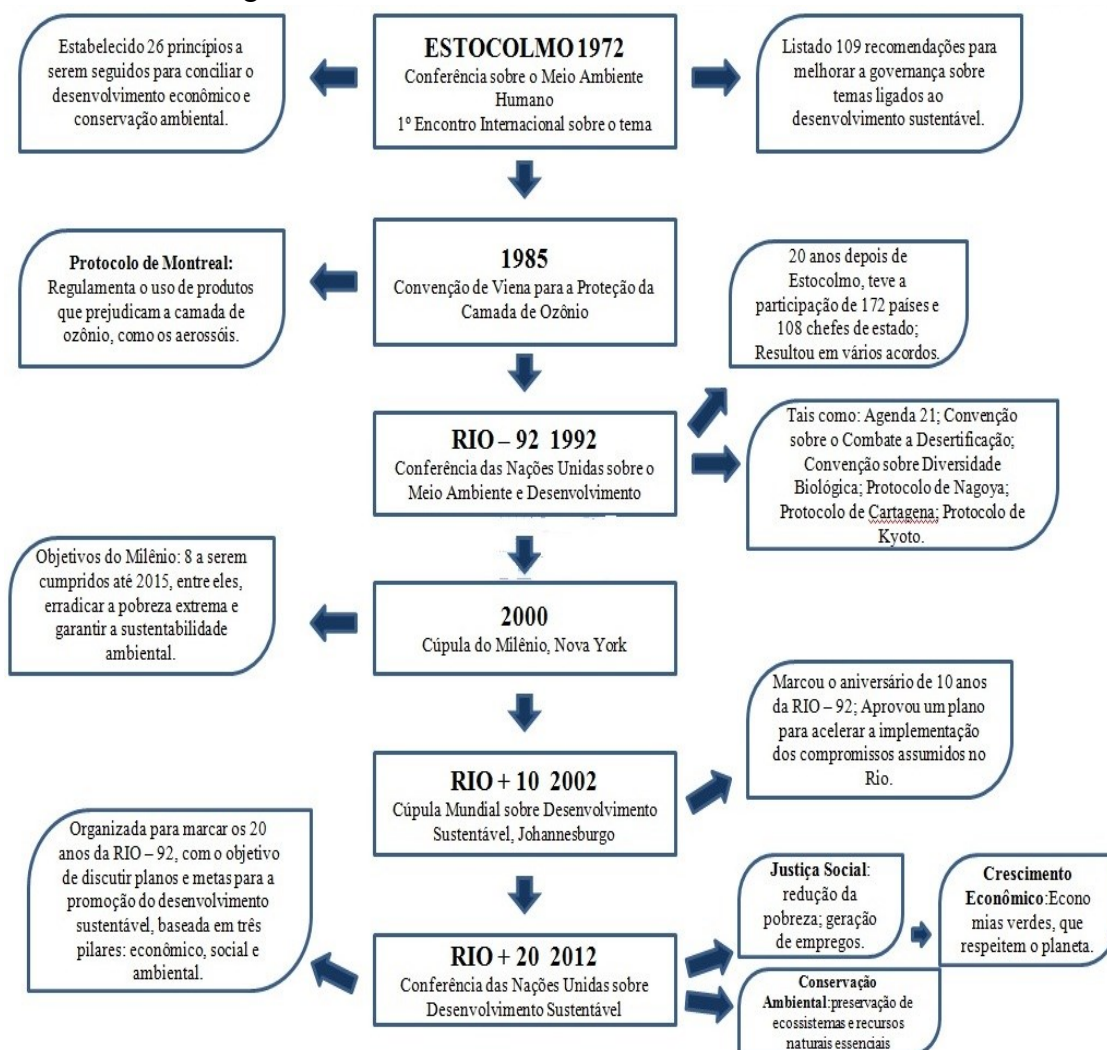 Estabelecido 26 princípios a
serem seguidos para conciliar o
desenvolvimento econômico e
conservação ambiental.
ESTOCOLMO 1972
Conferência sobre o Meio Ambiente
Humano
1º Encontro Internacional sobre o tema
Listado 109 recomendações para
melhorar a governança sobre
temas ligados ao
desenvolvimento sustentável.
Protocolo de Montreal:
Regulamenta o uso de produtos
que prejudicam a camada de
ozônio, como os aerossóis.
1985
Convenção de Viena para a Proteção da
Camada de Ozônio
20 anos depois de
Estocolmo, teve a
participação de 172 países e
108 chefes de estado;
Resultou em vários acordos.
RIO – 92 1992
Conferência das Nações Unidas sobre o
Meio Ambiente e Desenvolvimento
Tais como: Agenda 21; Convenção
sobre o Combate a Desertificação;
Convenção sobre Diversidade
Biológica; Protocolo de Nagoya;
Protocolo de Cartagena; Protocolo de
Kyoto.
Objetivos do Milênio: 8 a serem
cumpridos até 2015, entre eles,
erradicar a pobreza extrema e
garantir a sustentabilidade
ambiental.
2000
Cúpula do Milênio, Nova York
Marcou o aniversário de 10 anos
da RIO – 92; Aprovou um plano
para acelerar a implementação
dos compromissos assumidos no
Rio.
RIO + 10 2002
Cúpula Mundial sobre Desenvolvimento
Sustentável, Johannesburgo
Organizada para marcar os 20
anos da RIO – 92, com o objetivo
de discutir planos e metas para a
promoção do desenvolvimento
sustentável, baseada em três
pilares: econômico, social e
ambiental.
RIO + 20 2012
Conferência das Nações Unidas sobre
Desenvolvimento Sustentável
Justiça Social:
redução da
pobreza; geração
de empregos.
Crescimento
Econômico:Econo
mias verdes, que
respeitem o planeta.
Conservação
Ambiental:preservação de
ecossistemas e recursos
naturais essenciais